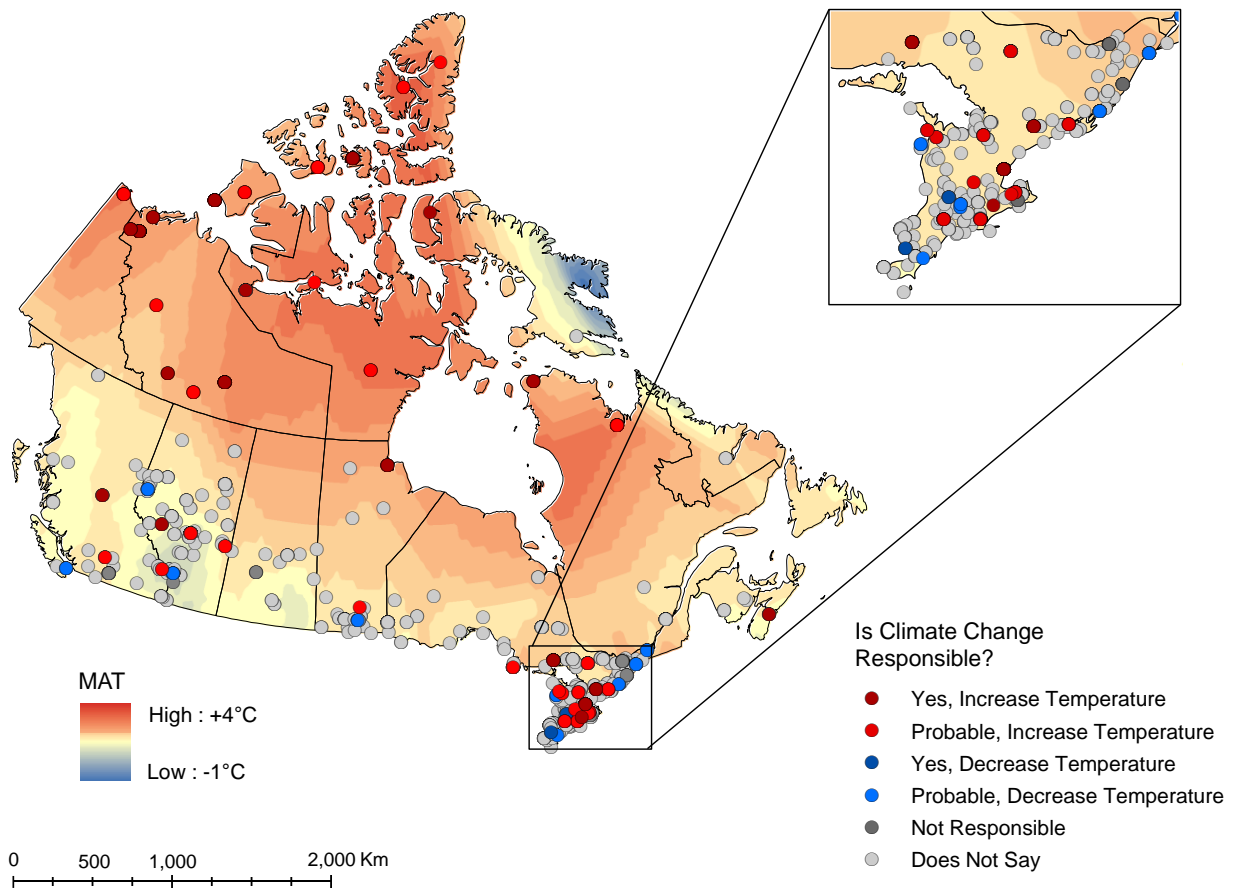 MAT
High : +4°C
Low : -1°C
0 500 1,000 2,000 Km
Is Climate Change
Responsible?
Yes, Increase Temperature
Probable, Increase Temperature
Yes, Decrease Temperature
Probable, Decrease Temperature
Not Responsible
Does Not Say